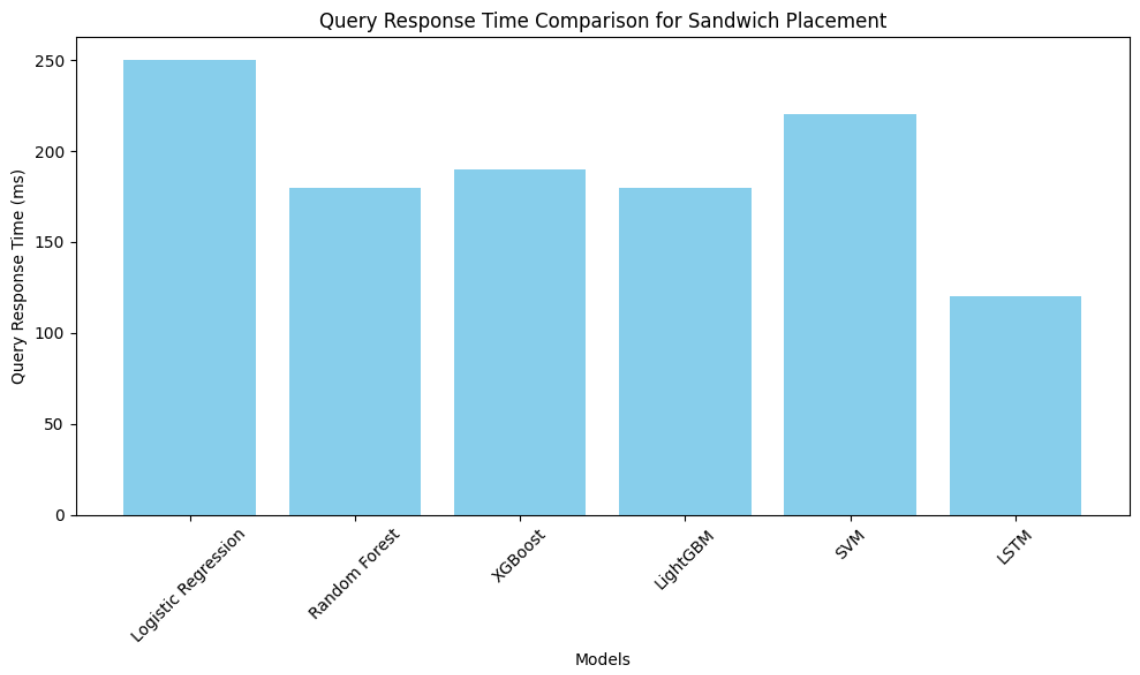 Query Response Time Comparison for Sandwich Placement
Query Response Time (ms)
250
200
150
100
50
0
Logistic Regression
Random Forest
XGBoost
LightGBM
SVM
LSTM
Models